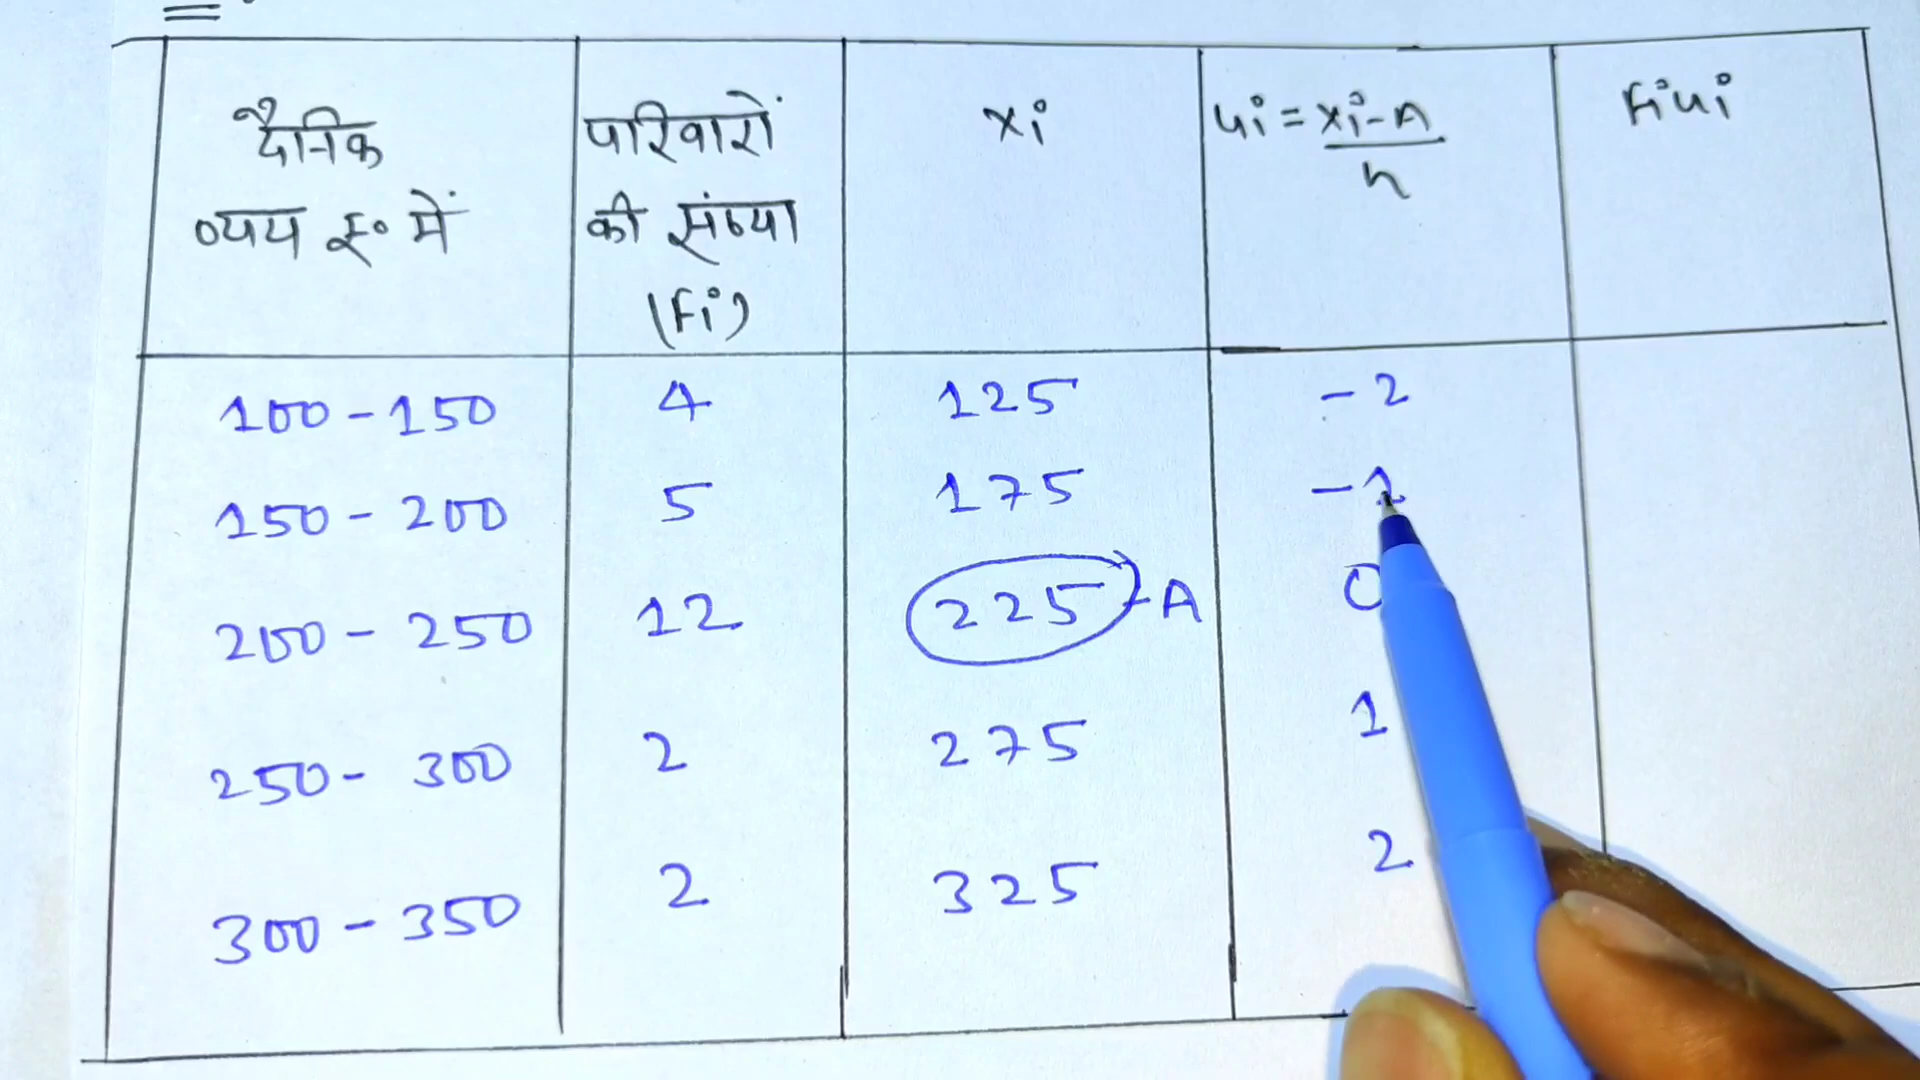 दैनिक व्यय रु० में | परिवारों की संख्या (Fi) | xi | ui = xi-A / h | Fiui
100-150 4 125 -2
150-200 5 175 -1
200-250 12 225 A 0
250-300 2 275 1
300-350 2 325 2